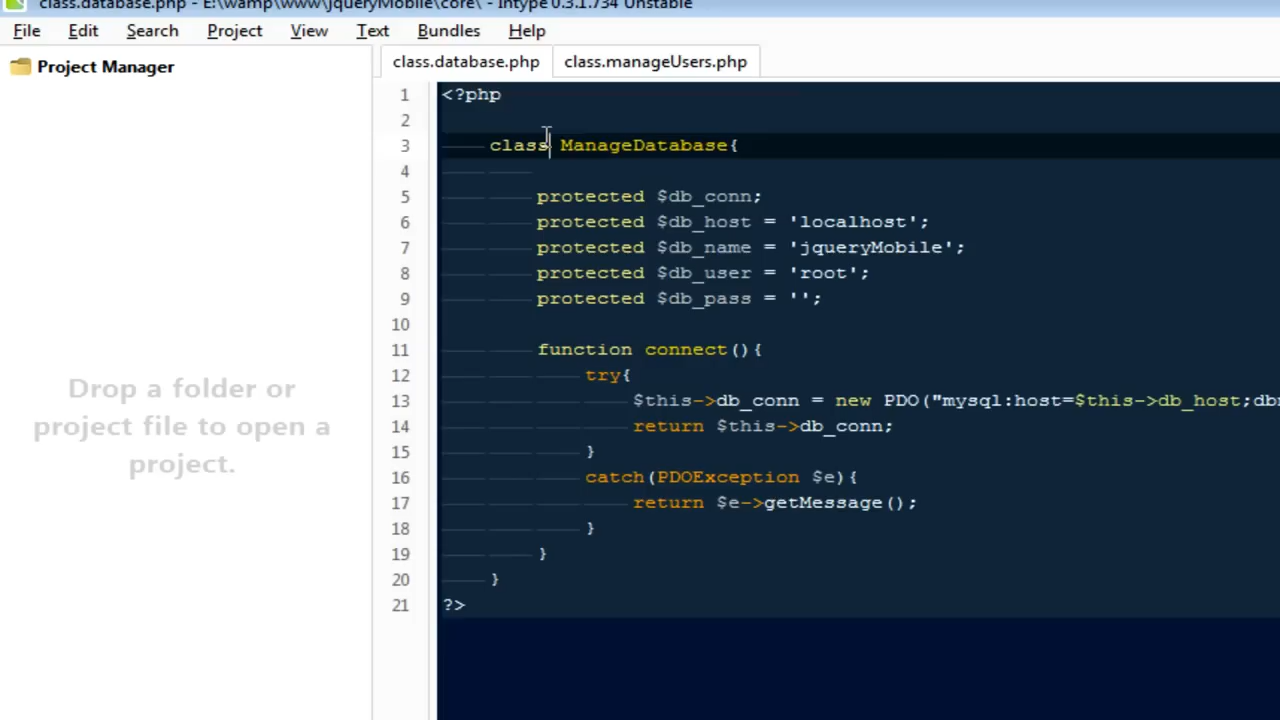 class.database.php - E:\wamp\www\jqueryMobile\core\ - Intype 0.3.1.734 Unstable
File Edit Search Project View Text Bundles Help
Project Manager
class.database.php class.manageUsers.php
Drop a folder or
project file to open a
project.
1 <?php
2
3 class ManageDatabase{
4
5 protected $db_conn;
6 protected $db_host = 'localhost';
7 protected $db_name = 'jqueryMobile';
8 protected $db_user = 'root';
9 protected $db_pass = '';
10
11 function connect(){
12 try{
13 $this->db_conn = new PDO("mysql:host=$this->db_host;db
14 return $this->db_conn;
15 }
16 catch(PDOException $e){
17 return $e->getMessage();
18 }
19 }
20 }
21 ?>